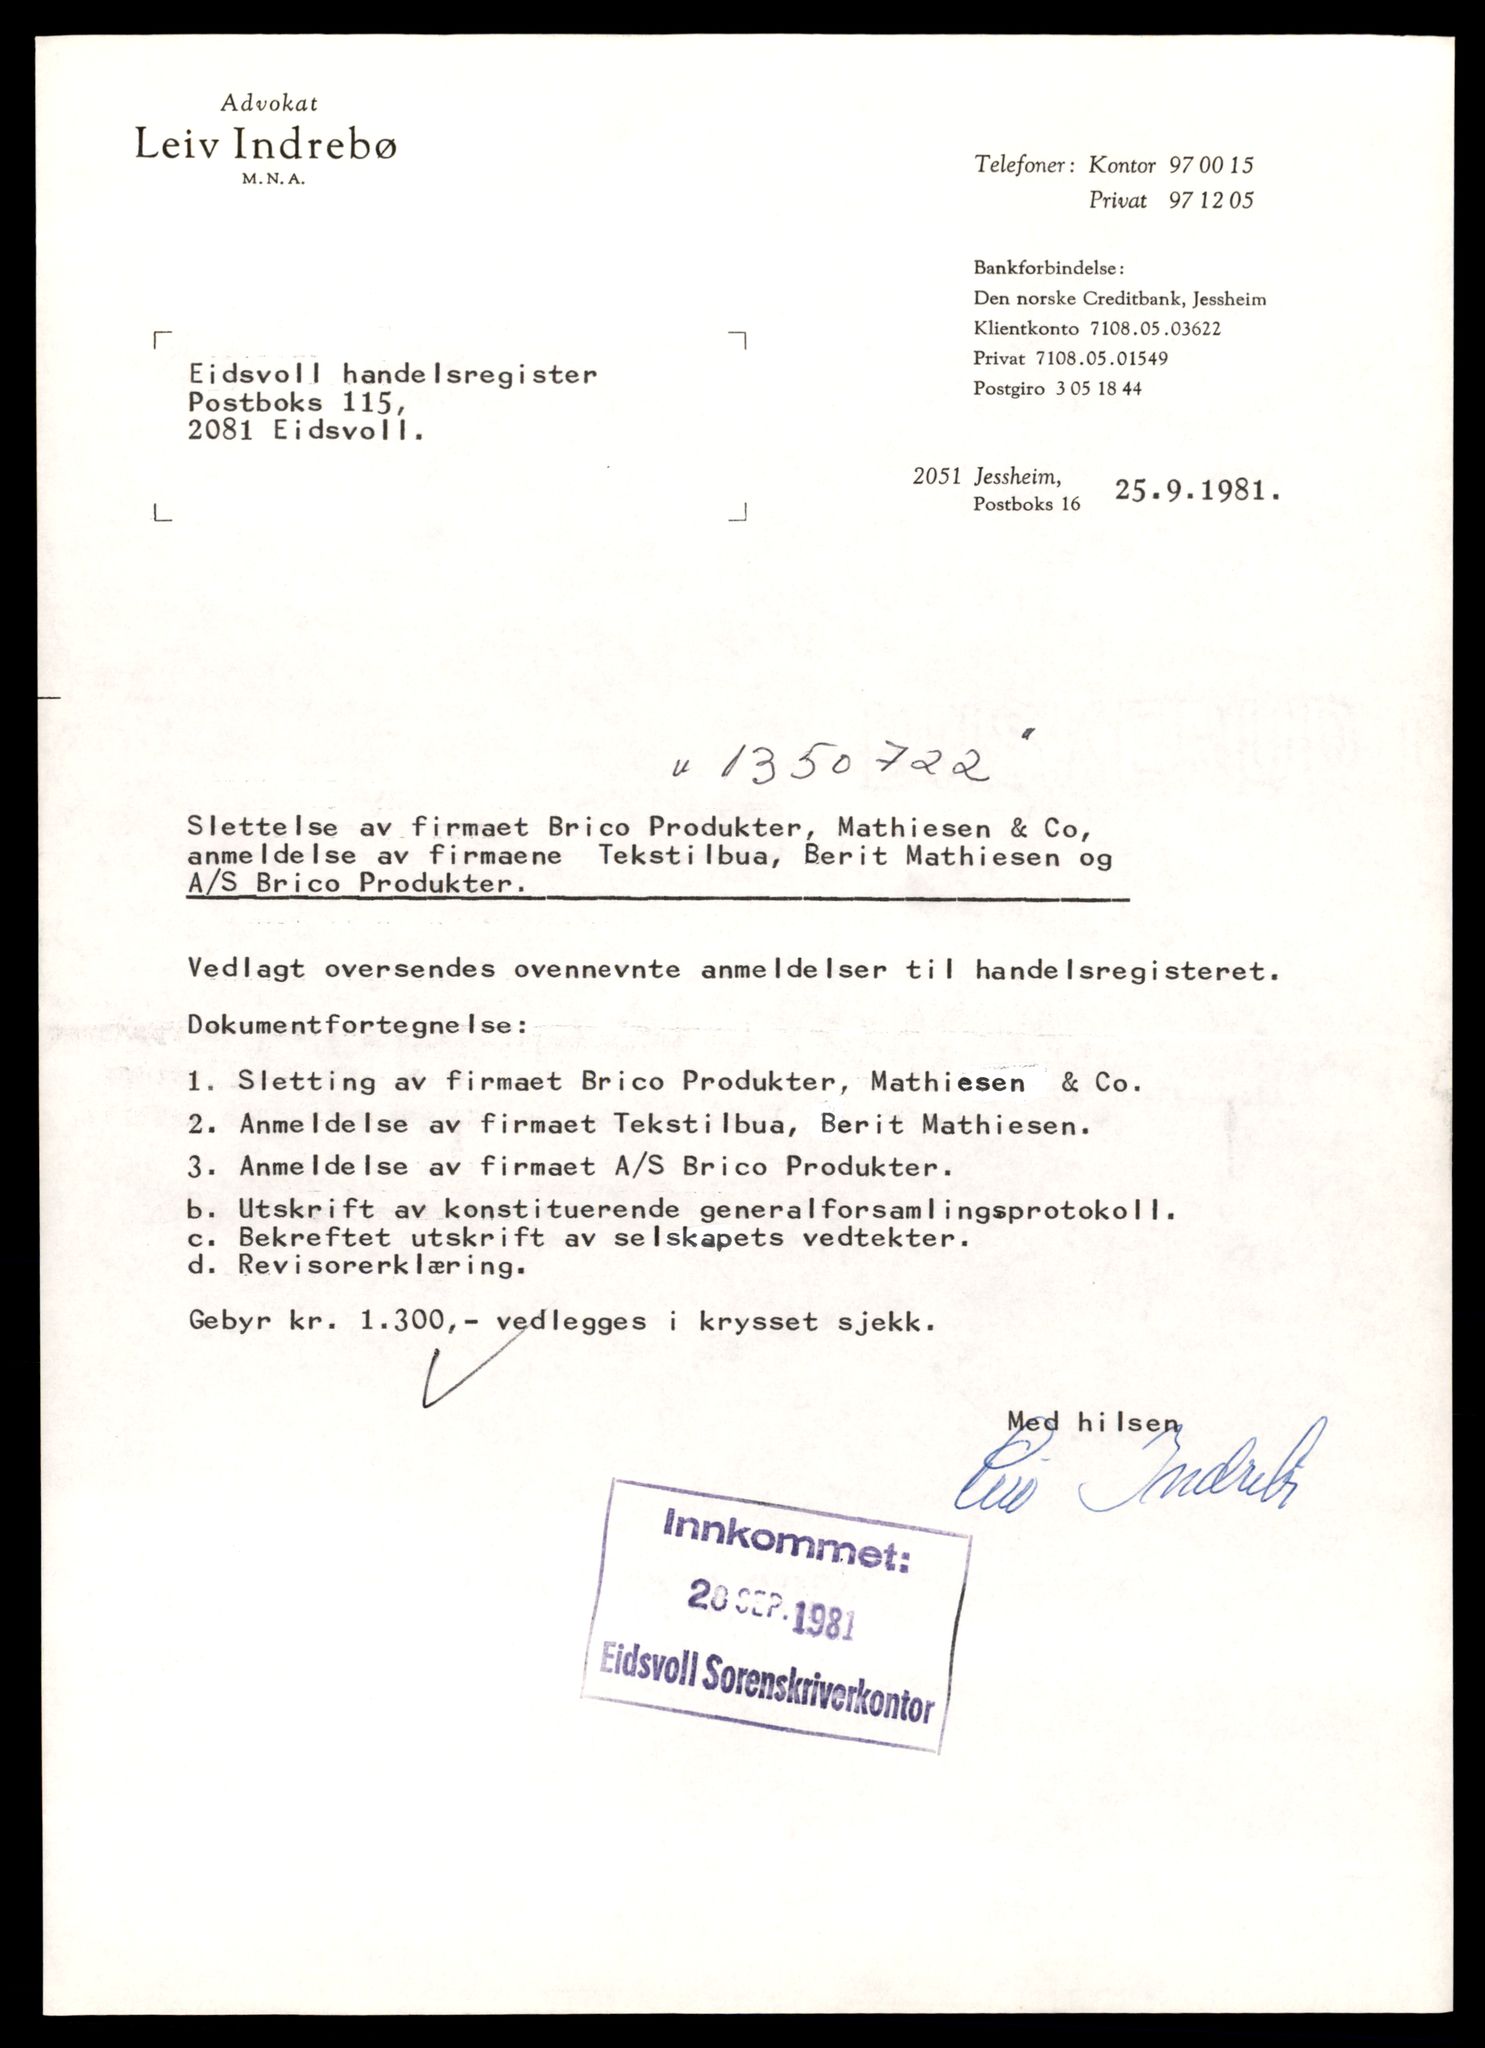 Advokat
Leiv Indrebø
M.N.A.
Telefoner: Kontor 97 00 15
Privat 97 12 05
Bankforbindelse:
Den norske Creditbank, Jessheim
Klientkonto 7108.05.03622
Privat 7108.05.01549
Postgiro 3 05 18 44
Eidsvoll handelsregister
Postboks 115,
2081 Eidsvoll.
2051 Jessheim,
Postboks 16
25.9.1981.
" 1350722 "
Slettelse av firmaet Brico Produkter, Mathiesen & Co,
anmeldelse av firmaene Tekstilbua, Berit Mathiesen og
A/S Brico Produkter.
Vedlagt oversendes ovennevnte anmeldelser til handelsregisteret.
Dokumentfortegnelse:
1. Sletting av firmaet Brico Produkter, Mathiesen & Co.
2. Anmeldelse av firmaet Tekstilbua, Berit Mathiesen.
3. Anmeldelse av firmaet A/S Brico Produkter.
b. Utskrift av konstituerende generalforsamlingsprotokoll.
c. Bekreftet utskrift av selskapets vedtekter.
d. Revisorerklæring.
Gebyr kr. 1.300,- vedlegges i krysset sjekk.
Med hilsen
Leiv Indrebø
Innkommet:
SEP. 1981
Eidsvoll Sorenskriverkontor